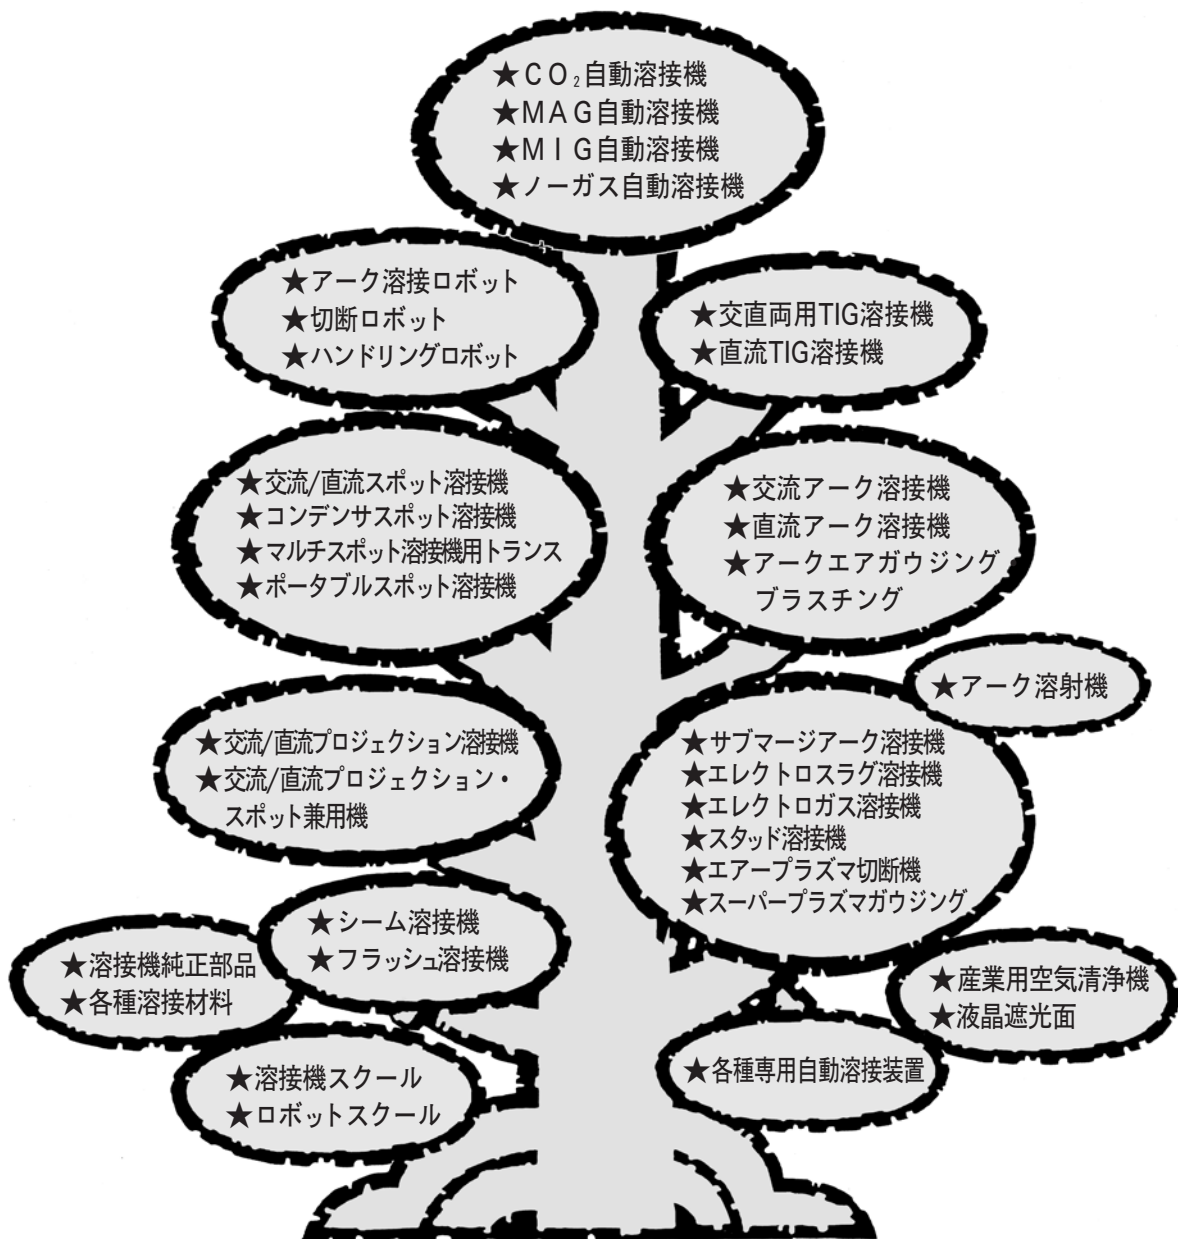 ★CO₂自動溶接機
★MAG自動溶接機
★MIG自動溶接機
★ノーガス自動溶接機
★アーク溶接ロボット
★切断ロボット
★ハンドリングロボット
★交直両用TIG溶接機
★直流TIG溶接機
★交流/直流スポット溶接機
★コンデンサスポット溶接機
★マルチスポット溶接機用トランス
★ポータブルスポット溶接機
★交流アーク溶接機
★直流アーク溶接機
★アークエアガウジング
ブラスチング
★アーク溶射機
★交流/直流プロジェクション溶接機
★交流/直流プロジェクション・
スポット兼用機
★サブマージアーク溶接機
★エレクトロスラグ溶接機
★エレクトロガス溶接機
★スタッド溶接機
★エアープラズマ切断機
★スーパープラズマガウジング
★シーム溶接機
★フラッシュ溶接機
★溶接機純正部品
★各種溶接材料
★産業用空気清浄機
★液晶遮光面
★溶接機スクール
★ロボットスクール
★各種専用自動溶接装置